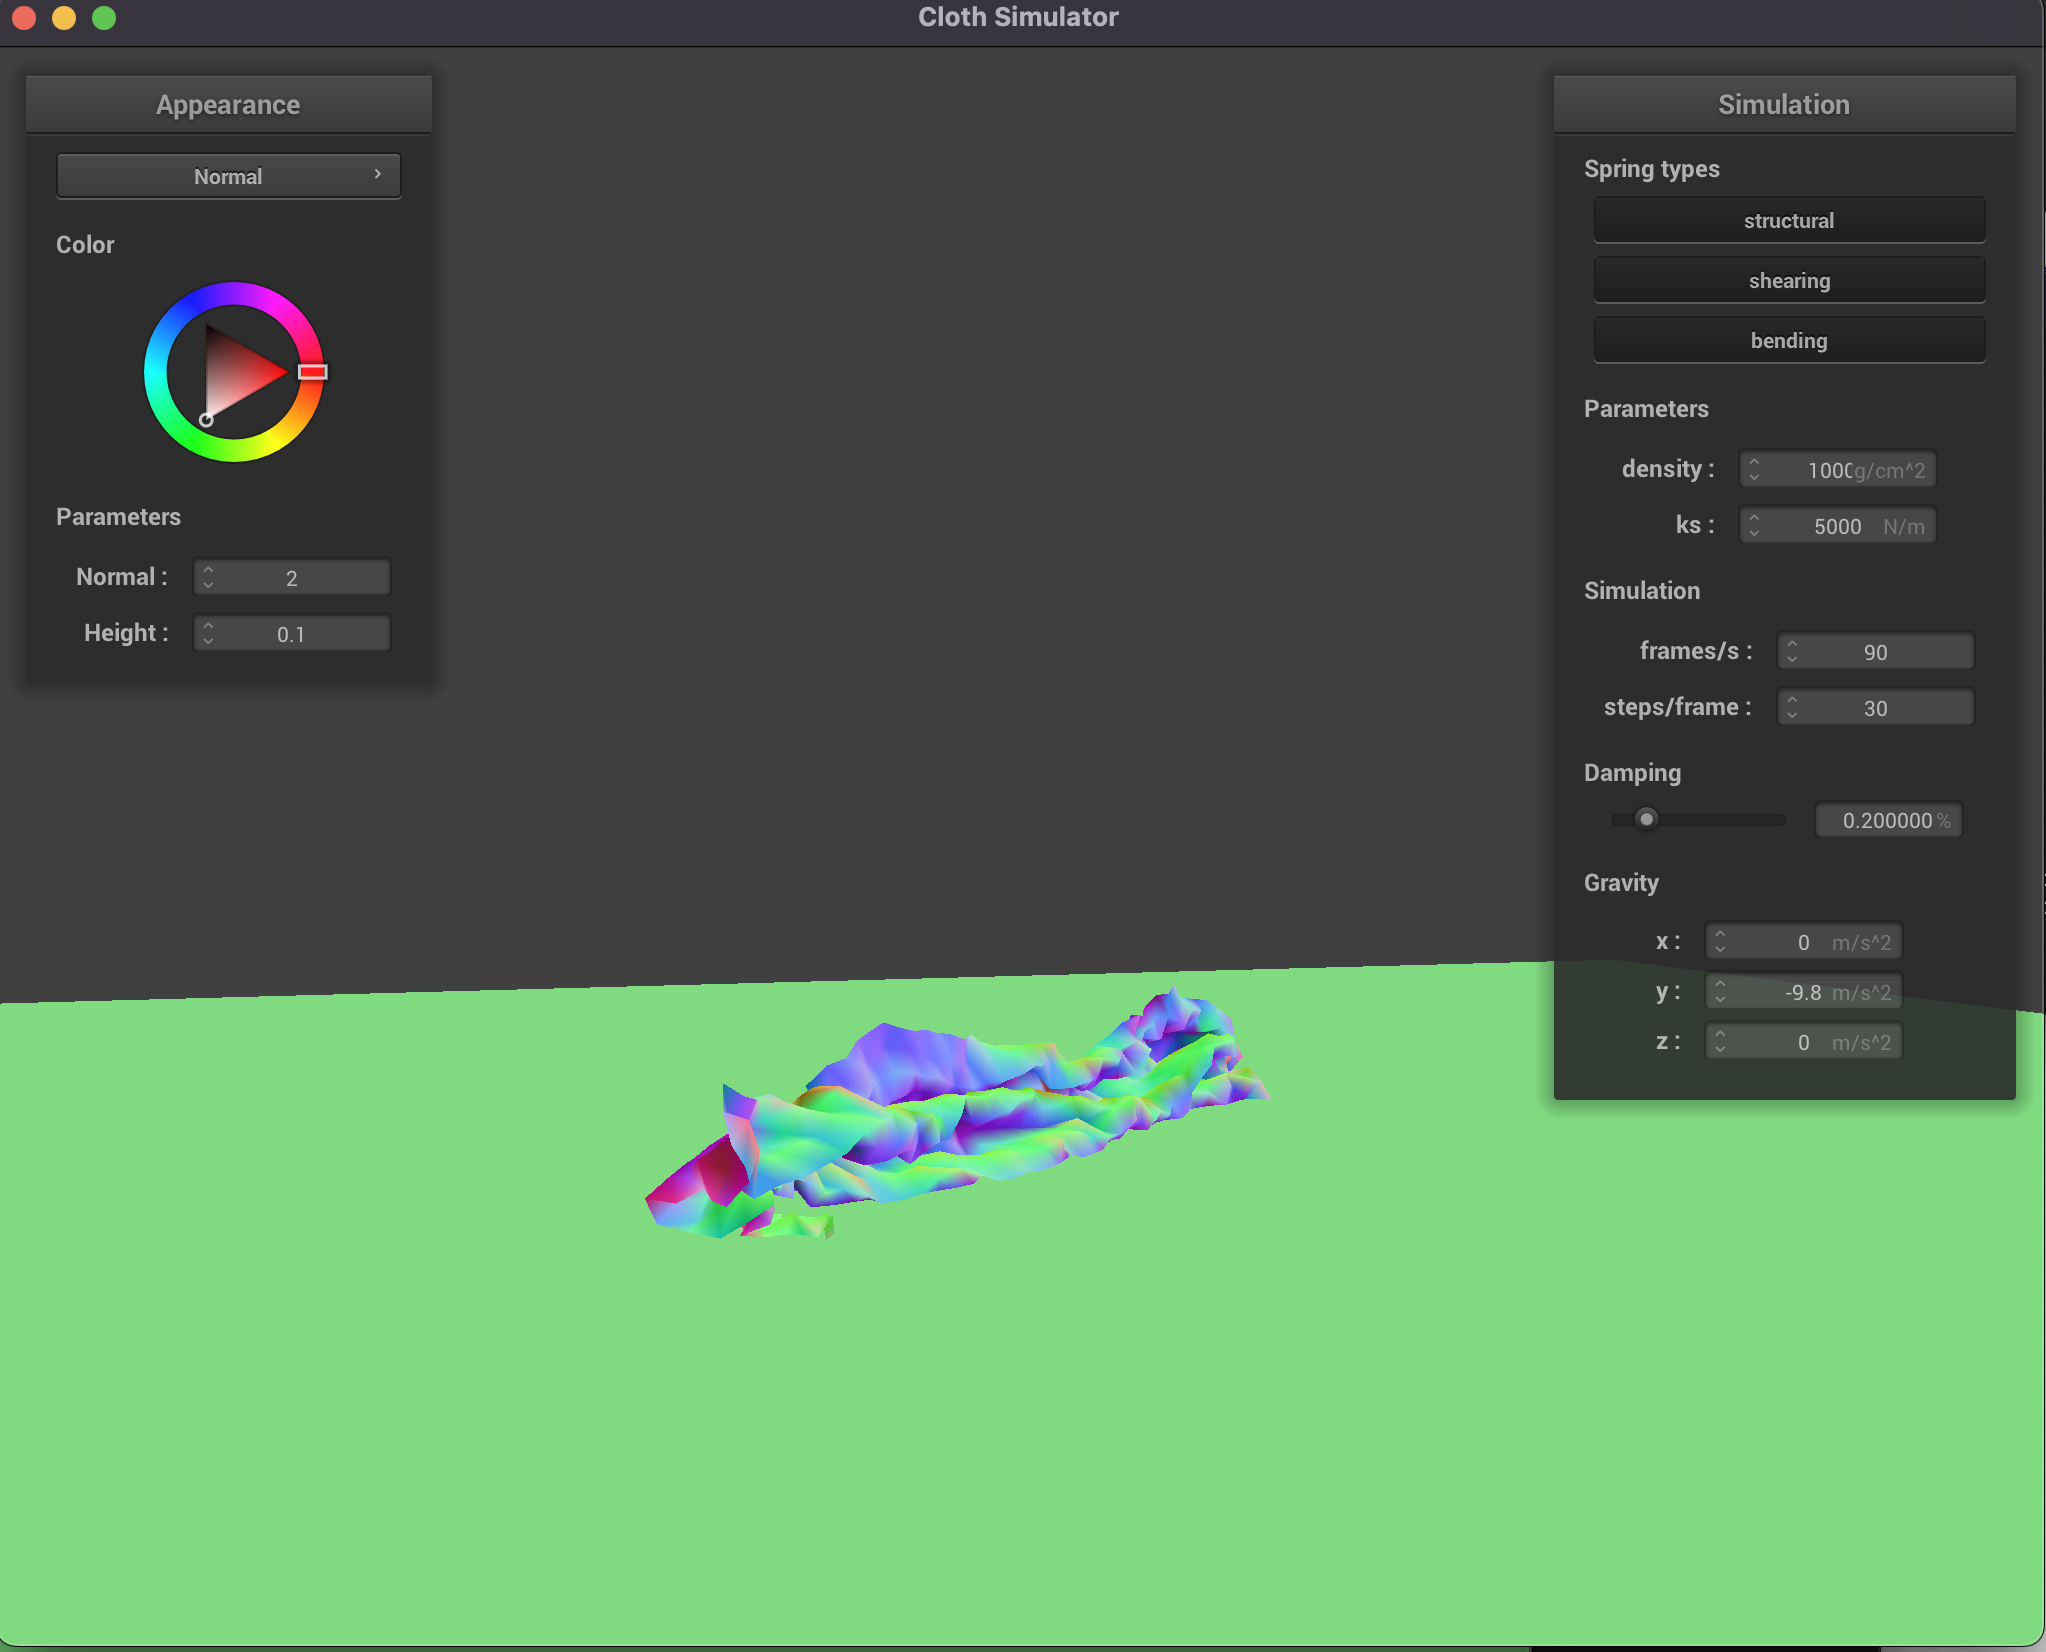 Cloth Simulator
Appearance
Normal
Color
Parameters
Normal : 2
Height : 0.1
Simulation
Spring types
structural
shearing
bending
Parameters
density : 1000 g/cm^2
ks : 5000 N/m
Simulation
frames/s : 90
steps/frame : 30
Damping
0.200000 %
Gravity
x : 0 m/s^2
y : -9.8 m/s^2
z : 0 m/s^2